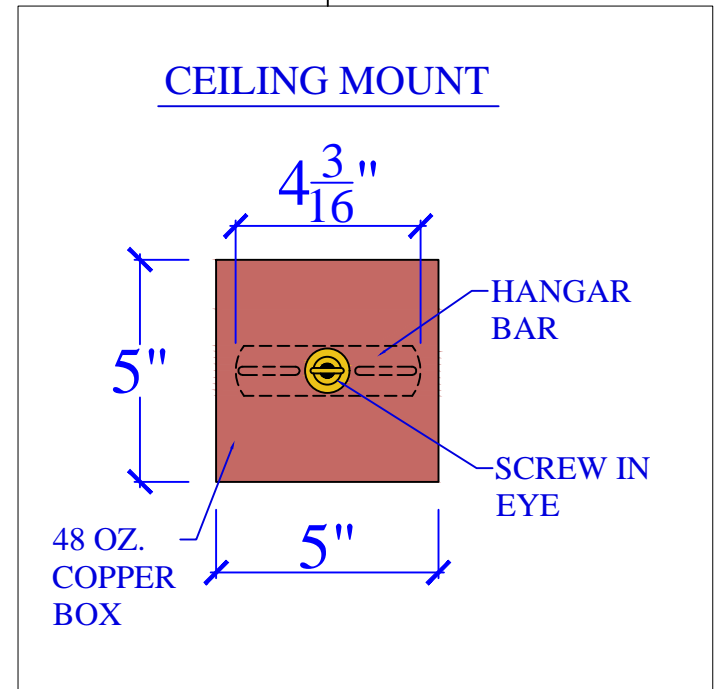 CEILING MOUNT
4 3/16"
HANGAR
BAR
5"
SCREW IN
EYE
5"
48 OZ.
COPPER
BOX